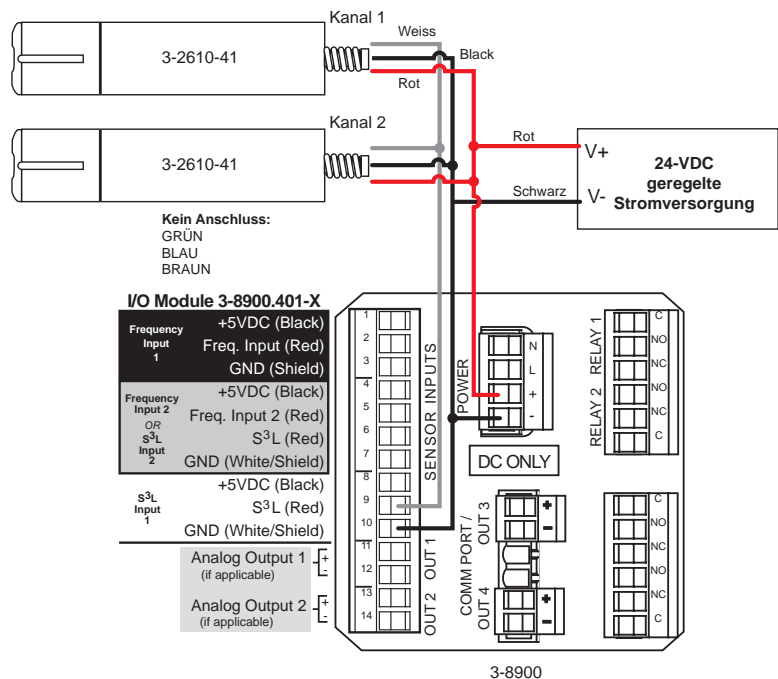 Kanal 1
Weiss
3-2610-41
Black
Rot
Kanal 2
Rot
V+
24-VDC
geregelte
Stromversorgung
3-2610-41
Schwarz
V-
Kein Anschluss:
GRÜN
BLAU
BRAUN
I/O Module 3-8900.401-X
Frequency
Input
1
+5VDC (Black)
Freq. Input (Red)
GND (Shield)
Frequency
Input 2
OR
S³L
Input
2
+5VDC (Black)
Freq. Input 2 (Red)
S³L (Red)
GND (White/Shield)
S³L
Input
1
+5VDC (Black)
S³L (Red)
GND (White/Shield)
Analog Output 1
(if applicable)
+
-
Analog Output 2
(if applicable)
+
-
1
2
3
4
5
6
7
8
9
10
11
12
13
14
SENSOR INPUTS
OUT 1
OUT 2
POWER
N
L
+
-
DC ONLY
COMM PORT /
OUT 4 OUT 3
+
-
+
-
RELAY 1
RELAY 2
C
NO
NC
NO
NC
C
C
NO
NC
NO
NC
C
3-8900